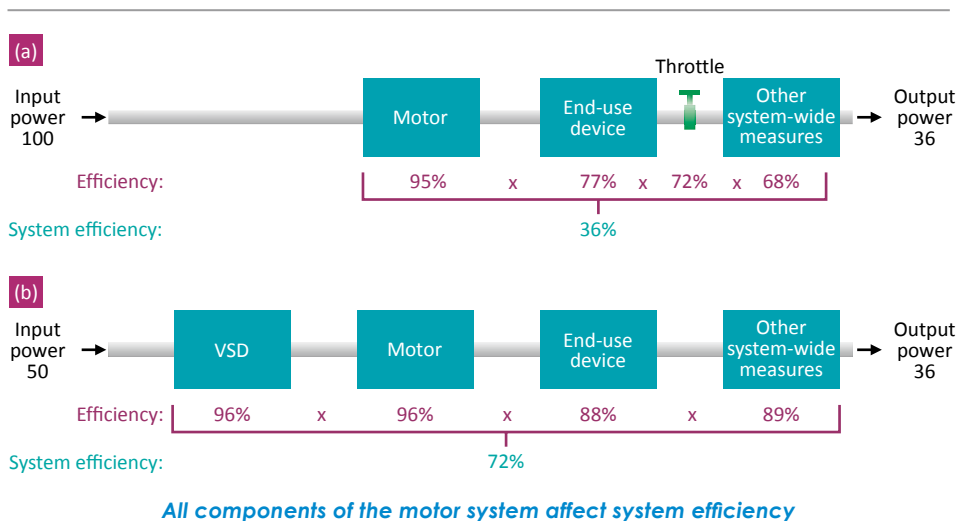 (a)
Throttle
Input
power
100
Motor
End-use
device
Other
system-wide
measures
Output
power
36
Efficiency:
95% x 77% x 72% x 68%
System efficiency:
36%
(b)
Input
power
50
VSD
Motor
End-use
device
Other
system-wide
measures
Output
power
36
Efficiency:
96% x 96% x 88% x 89%
System efficiency:
72%
All components of the motor system affect system efficiency